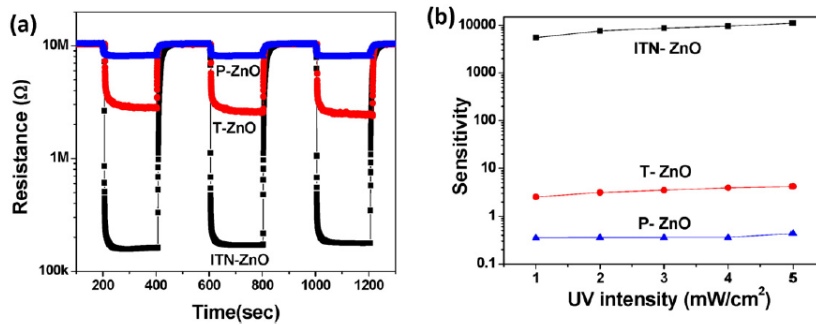 (a)
Resistance (Ω)
10M
1M
100k
P-ZnO
T-ZnO
ITN-ZnO
200 400 600 800 1000 1200
Time(sec)
(b)
Sensitivity
10000
1000
100
10
1
0.1
ITN- ZnO
T- ZnO
P- ZnO
1 2 3 4 5
UV intensity (mW/cm²)